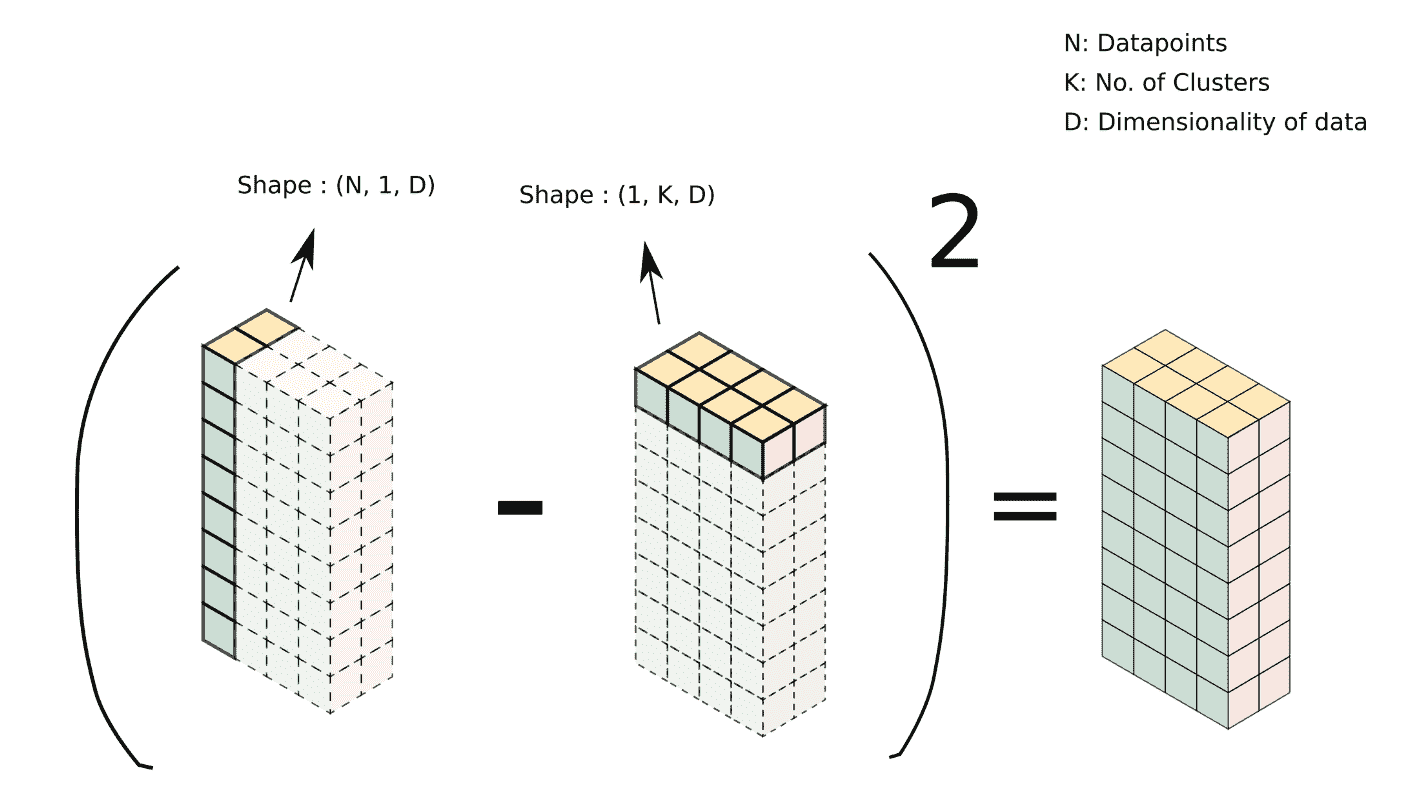 N: Datapoints
K: No. of Clusters
D: Dimensionality of data
Shape : (N, 1, D)
Shape : (1, K, D)
2
-
=